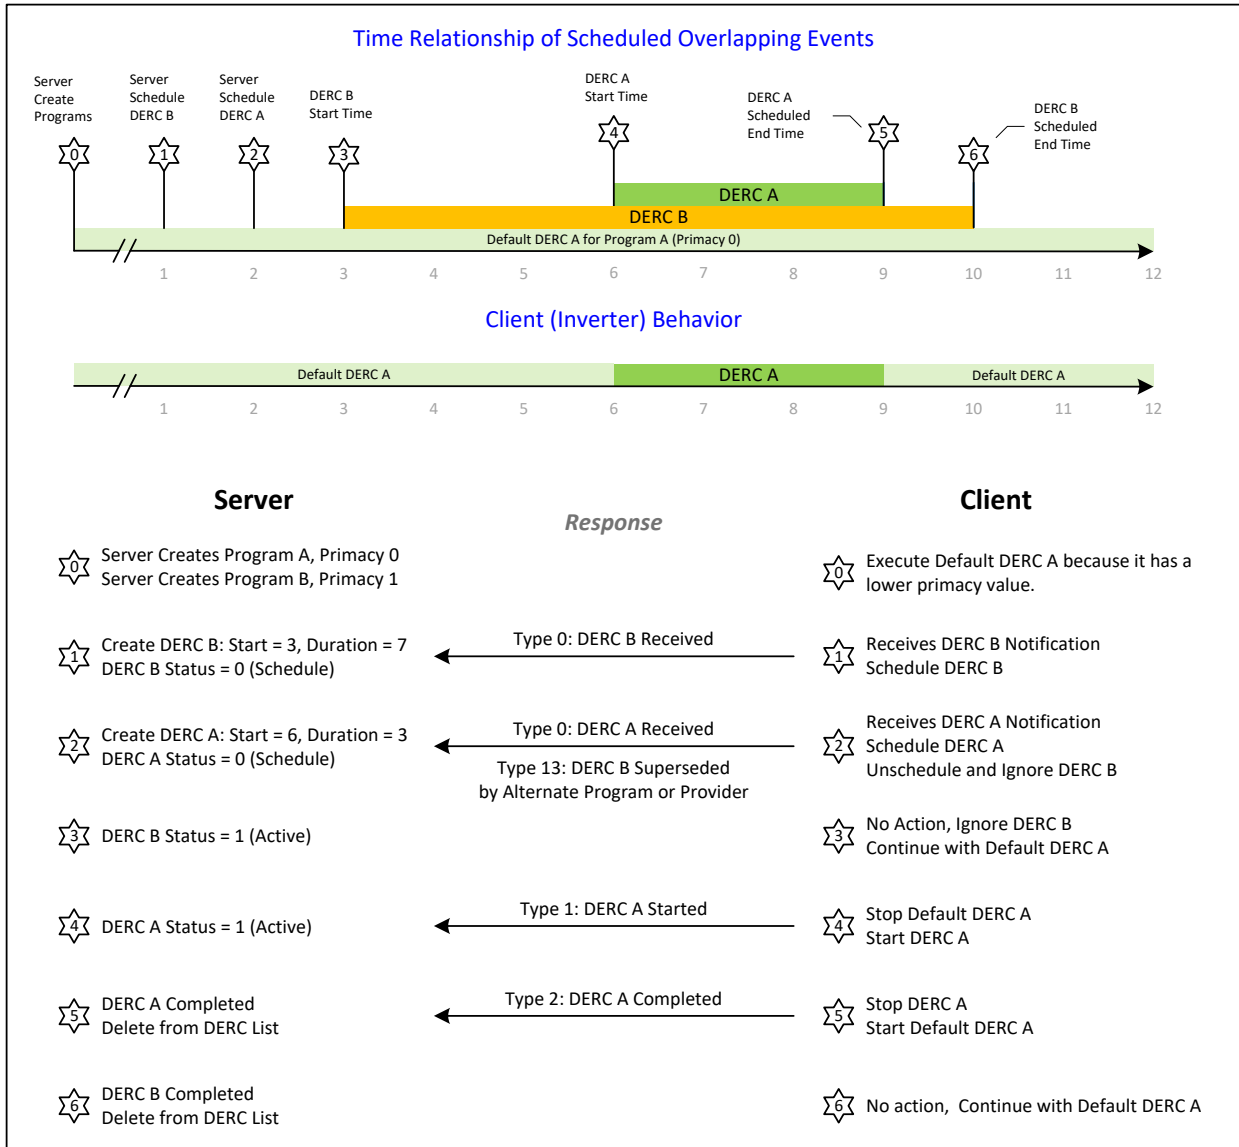 Time Relationship of Scheduled Overlapping Events
Server
Create
Programs
Server
Schedule
DERC B
Server
Schedule
DERC A
DERC B
Start Time
DERC A
Start Time
DERC A
Scheduled
End Time
DERC B
Scheduled
End Time
0
1
2
3
4
5
6
DERC A
DERC B
Default DERC A for Program A (Primacy 0)
1 2 3 4 5 6 7 8 9 10 11 12
Client (Inverter) Behavior
Default DERC A
DERC A
Default DERC A
1 2 3 4 5 6 7 8 9 10 11 12
Server
Response
Client
0
Server Creates Program A, Primacy 0
Server Creates Program B, Primacy 1
0
Execute Default DERC A because it has a
lower primacy value.
1
Create DERC B: Start = 3, Duration = 7
DERC B Status = 0 (Schedule)
Type 0: DERC B Received
1
Receives DERC B Notification
Schedule DERC B
2
Create DERC A: Start = 6, Duration = 3
DERC A Status = 0 (Schedule)
Type 0: DERC A Received
Type 13: DERC B Superseded
by Alternate Program or Provider
2
Receives DERC A Notification
Schedule DERC A
Unschedule and Ignore DERC B
3
DERC B Status = 1 (Active)
3
No Action, Ignore DERC B
Continue with Default DERC A
4
DERC A Status = 1 (Active)
Type 1: DERC A Started
4
Stop Default DERC A
Start DERC A
5
DERC A Completed
Delete from DERC List
Type 2: DERC A Completed
5
Stop DERC A
Start Default DERC A
6
DERC B Completed
Delete from DERC List
6
No action, Continue with Default DERC A